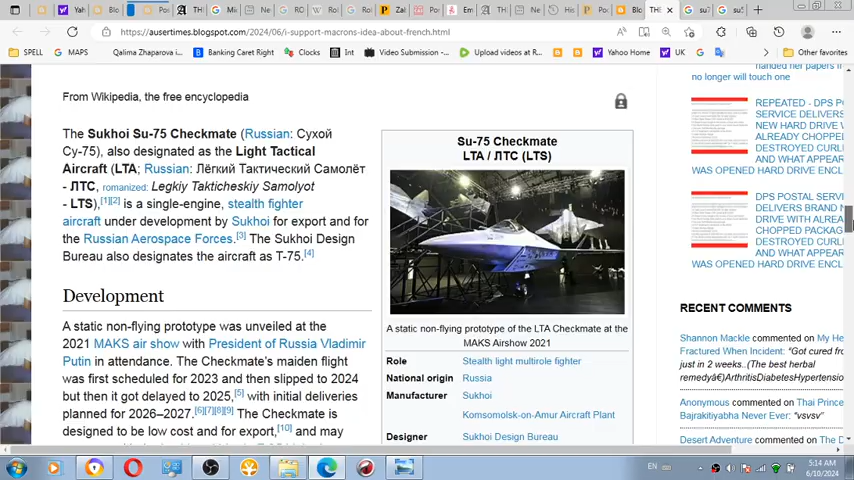 https://ausertimes.blogspot.com/2024/06/i-support-macrons-idea-about-french.html
SPELL
MAPS
Qalima Zhaparova i...
Banking Caret Right
Clocks
Int
Video Submission -...
Upload videos at R...
Yahoo Home
UK
Other favorites
From Wikipedia, the free encyclopedia
The Sukhoi Su-75 Checkmate (Russian: Сухой
Су-75), also designated as the Light Tactical
Aircraft (LTA; Russian: Лёгкий Тактический Самолёт
- ЛТС, romanized: Legkiy Takticheskiy Samolyot
- LTS),[1][2] is a single-engine, stealth fighter
aircraft under development by Sukhoi for export and for
the Russian Aerospace Forces.[3] The Sukhoi Design
Bureau also designates the aircraft as T-75.[4]
Development
A static non-flying prototype was unveiled at the
2021 MAKS air show with President of Russia Vladimir
Putin in attendance. The Checkmate's maiden flight
was first scheduled for 2023 and then slipped to 2024
but then it got delayed to 2025,[5] with initial deliveries
planned for 2026–2027.[6][7][8][9] The Checkmate is
designed to be low cost and for export,[10] and may
Su-75 Checkmate
LTA / ЛТС (LTS)
A static non-flying prototype of the LTA Checkmate at the
MAKS Airshow 2021
Role Stealth light multirole fighter
National origin Russia
Manufacturer Sukhoi
Komsomolsk-on-Amur Aircraft Plant
Designer Sukhoi Design Bureau
handed her papers
no longer will touch one
REPEATED - DPS PO
SERVICE DELIVERS
NEW HARD DRIVE
ALREADY CHOPPED
DESTROYED CURL
AND WHAT APPEAR
WAS OPENED HARD DRIVE ENCL
DPS POSTAL SERVI
DELIVERS BRAND
DRIVE WITH ALREA
CHOPPED PACKAG
DESTROYED CURL
AND WHAT APPEAR
WAS OPENED HARD DRIVE ENCL
RECENT COMMENTS
Shannon Mackle commented on My He
Fractured When Incident: “Got cured fro
just in 2 weeks..(The best herbal
remedyâ€)ArthritisDiabetesHypertensio
Anonymous commented on Thai Prince
Bajrakitiyabha Never Ever: “vsvsv”
Desert Adventure commented on The D
EN
5:14 AM
6/10/2024